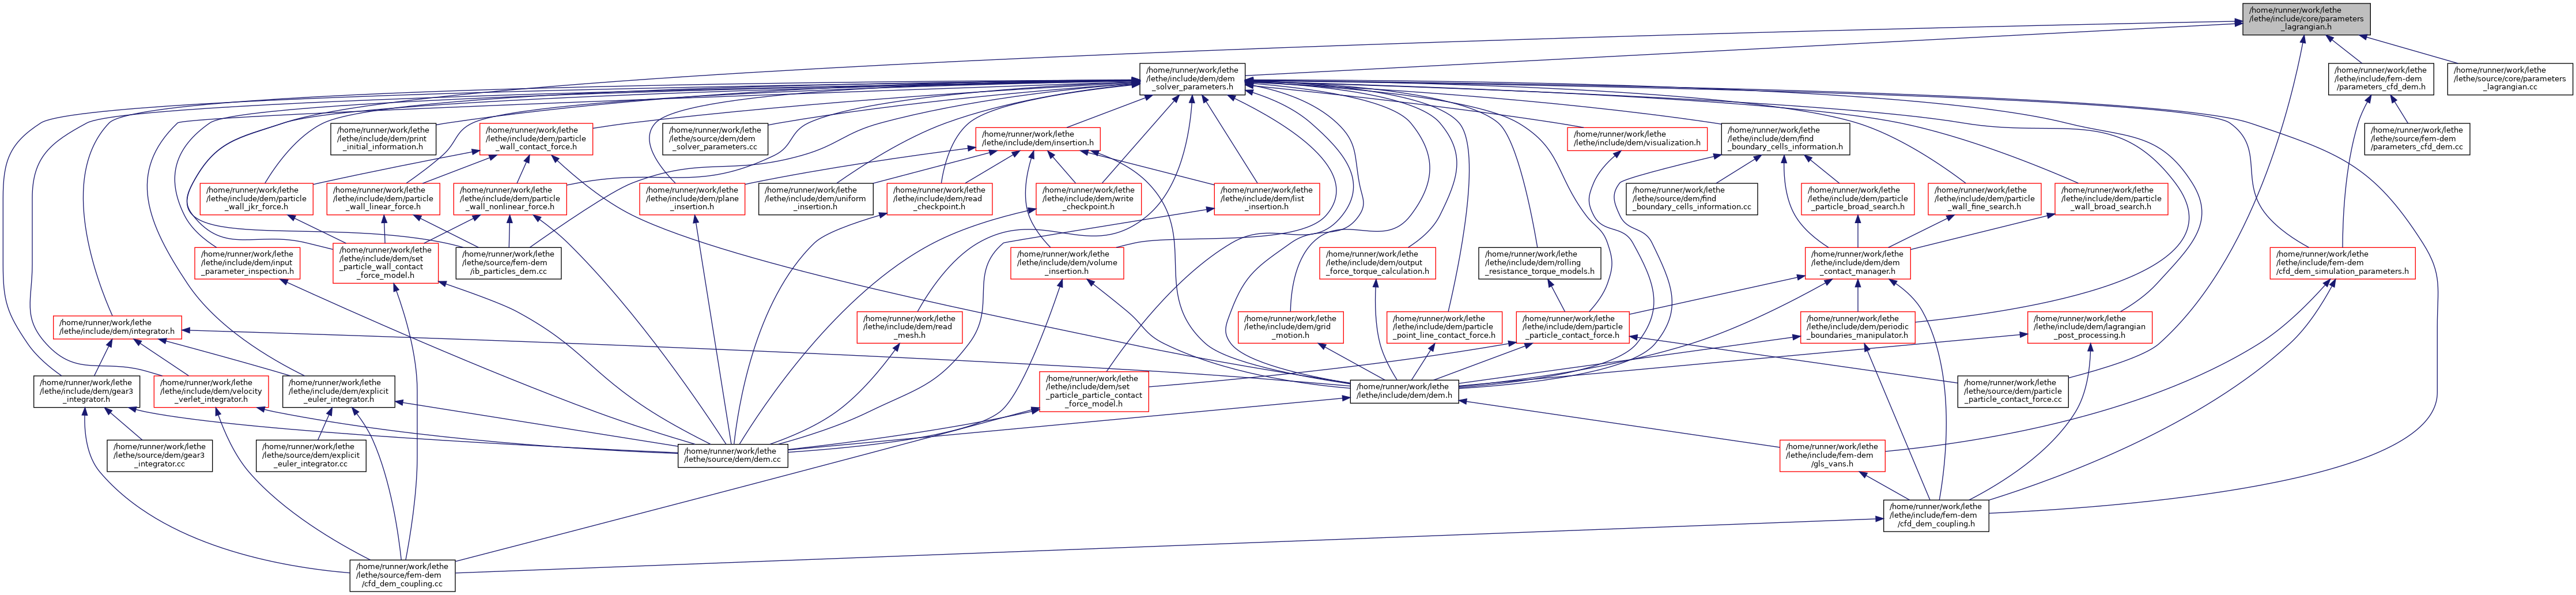 /home/runner/work/lethe
/lethe/include/core/parameters
_lagrangian.h
/home/runner/work/lethe
/lethe/include/dem/dem
_solver_parameters.h
/home/runner/work/lethe
/lethe/include/fem-dem
/parameters_cfd_dem.h
/home/runner/work/lethe
/lethe/source/core/parameters
_lagrangian.cc
/home/runner/work/lethe
/lethe/include/dem/print
_initial_information.h
/home/runner/work/lethe
/lethe/include/dem/particle
_wall_contact_force.h
/home/runner/work/lethe
/lethe/source/dem/dem
_solver_parameters.cc
/home/runner/work/lethe
/lethe/include/dem/insertion.h
/home/runner/work/lethe
/lethe/include/dem/visualization.h
/home/runner/work/lethe
/lethe/include/dem/find
_boundary_cells_information.h
/home/runner/work/lethe
/lethe/source/fem-dem
/parameters_cfd_dem.cc
/home/runner/work/lethe
/lethe/include/dem/particle
_wall_jkr_force.h
/home/runner/work/lethe
/lethe/include/dem/particle
_wall_linear_force.h
/home/runner/work/lethe
/lethe/include/dem/particle
_wall_nonlinear_force.h
/home/runner/work/lethe
/lethe/include/dem/plane
_insertion.h
/home/runner/work/lethe
/lethe/include/dem/uniform
_insertion.h
/home/runner/work/lethe
/lethe/include/dem/read
_checkpoint.h
/home/runner/work/lethe
/lethe/include/dem/write
_checkpoint.h
/home/runner/work/lethe
/lethe/include/dem/list
_insertion.h
/home/runner/work/lethe
/lethe/source/dem/find
_boundary_cells_information.cc
/home/runner/work/lethe
/lethe/include/dem/particle
_particle_broad_search.h
/home/runner/work/lethe
/lethe/include/dem/particle
_wall_fine_search.h
/home/runner/work/lethe
/lethe/include/dem/particle
_wall_broad_search.h
/home/runner/work/lethe
/lethe/include/dem/input
_parameter_inspection.h
/home/runner/work/lethe
/lethe/include/dem/set
_particle_wall_contact
_force_model.h
/home/runner/work/lethe
/lethe/source/fem-dem
/ib_particles_dem.cc
/home/runner/work/lethe
/lethe/include/dem/volume
_insertion.h
/home/runner/work/lethe
/lethe/include/dem/output
_force_torque_calculation.h
/home/runner/work/lethe
/lethe/include/dem/rolling
_resistance_torque_models.h
/home/runner/work/lethe
/lethe/include/dem/dem
_contact_manager.h
/home/runner/work/lethe
/lethe/include/fem-dem
/cfd_dem_simulation_parameters.h
/home/runner/work/lethe
/lethe/include/dem/integrator.h
/home/runner/work/lethe
/lethe/include/dem/read
_mesh.h
/home/runner/work/lethe
/lethe/include/dem/grid
_motion.h
/home/runner/work/lethe
/lethe/include/dem/particle
_point_line_contact_force.h
/home/runner/work/lethe
/lethe/include/dem/particle
_particle_contact_force.h
/home/runner/work/lethe
/lethe/include/dem/periodic
_boundaries_manipulator.h
/home/runner/work/lethe
/lethe/include/dem/lagrangian
_post_processing.h
/home/runner/work/lethe
/lethe/include/dem/gear3
_integrator.h
/home/runner/work/lethe
/lethe/include/dem/velocity
_verlet_integrator.h
/home/runner/work/lethe
/lethe/include/dem/explicit
_euler_integrator.h
/home/runner/work/lethe
/lethe/include/dem/set
_particle_particle_contact
_force_model.h
/home/runner/work/lethe
/lethe/include/dem/dem.h
/home/runner/work/lethe
/lethe/source/dem/particle
_particle_contact_force.cc
/home/runner/work/lethe
/lethe/source/dem/gear3
_integrator.cc
/home/runner/work/lethe
/lethe/source/dem/explicit
_euler_integrator.cc
/home/runner/work/lethe
/lethe/source/dem/dem.cc
/home/runner/work/lethe
/lethe/include/fem-dem
/gls_vans.h
/home/runner/work/lethe
/lethe/include/fem-dem
/cfd_dem_coupling.h
/home/runner/work/lethe
/lethe/source/fem-dem
/cfd_dem_coupling.cc